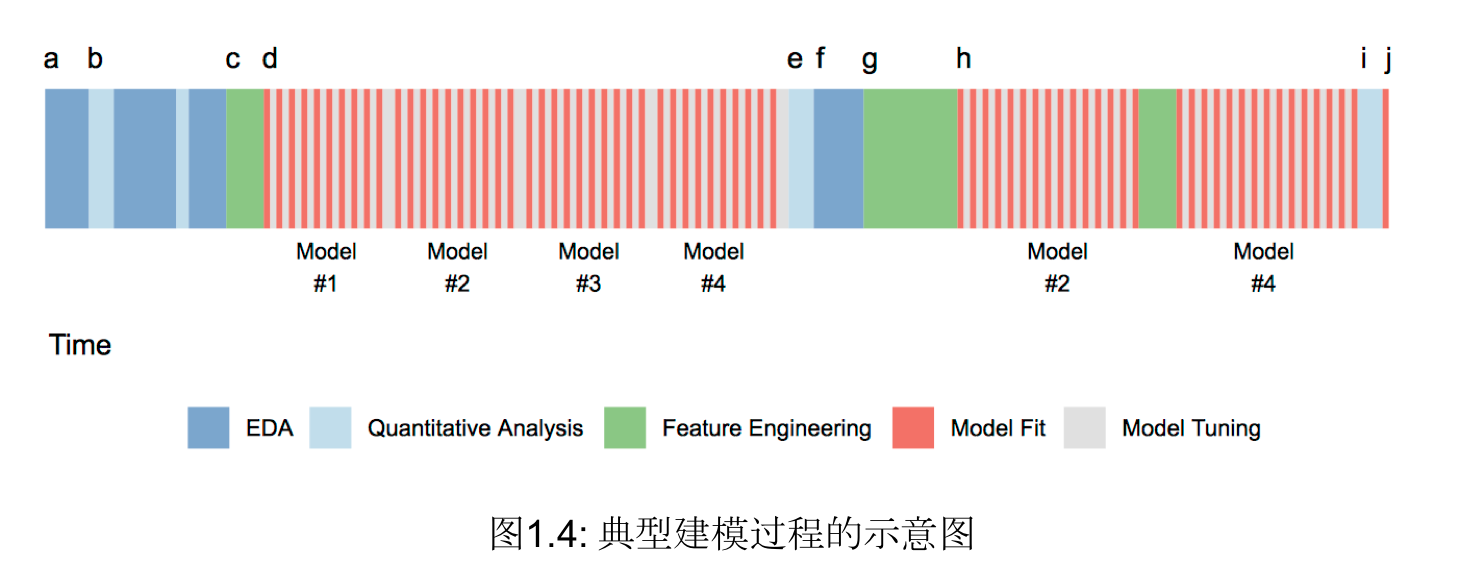 a b c d e f g h i j
Model Model Model Model Model Model
#1 #2 #3 #4 #2 #4
Time
EDA Quantitative Analysis Feature Engineering Model Fit Model Tuning
图1.4: 典型建模过程的示意图